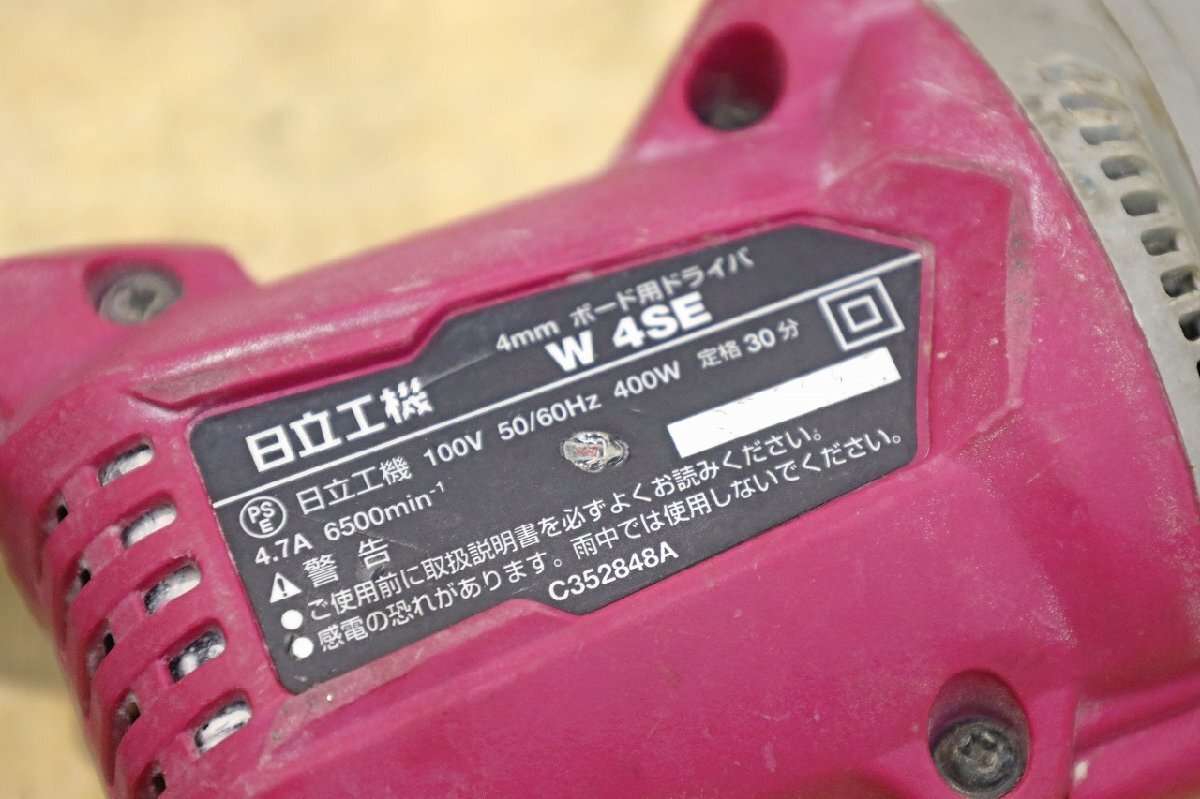 4mm ボード用ドライバ
日立工機 W 4SE
PSE 日立工機 100V 50/60Hz 400W 定格 30 分
4.7A 6500min⁻¹
警告
● ご使用前に取扱説明書を必ずよくお読みください。
● 感電の恐れがあります。雨中では使用しないでください。
C352848A